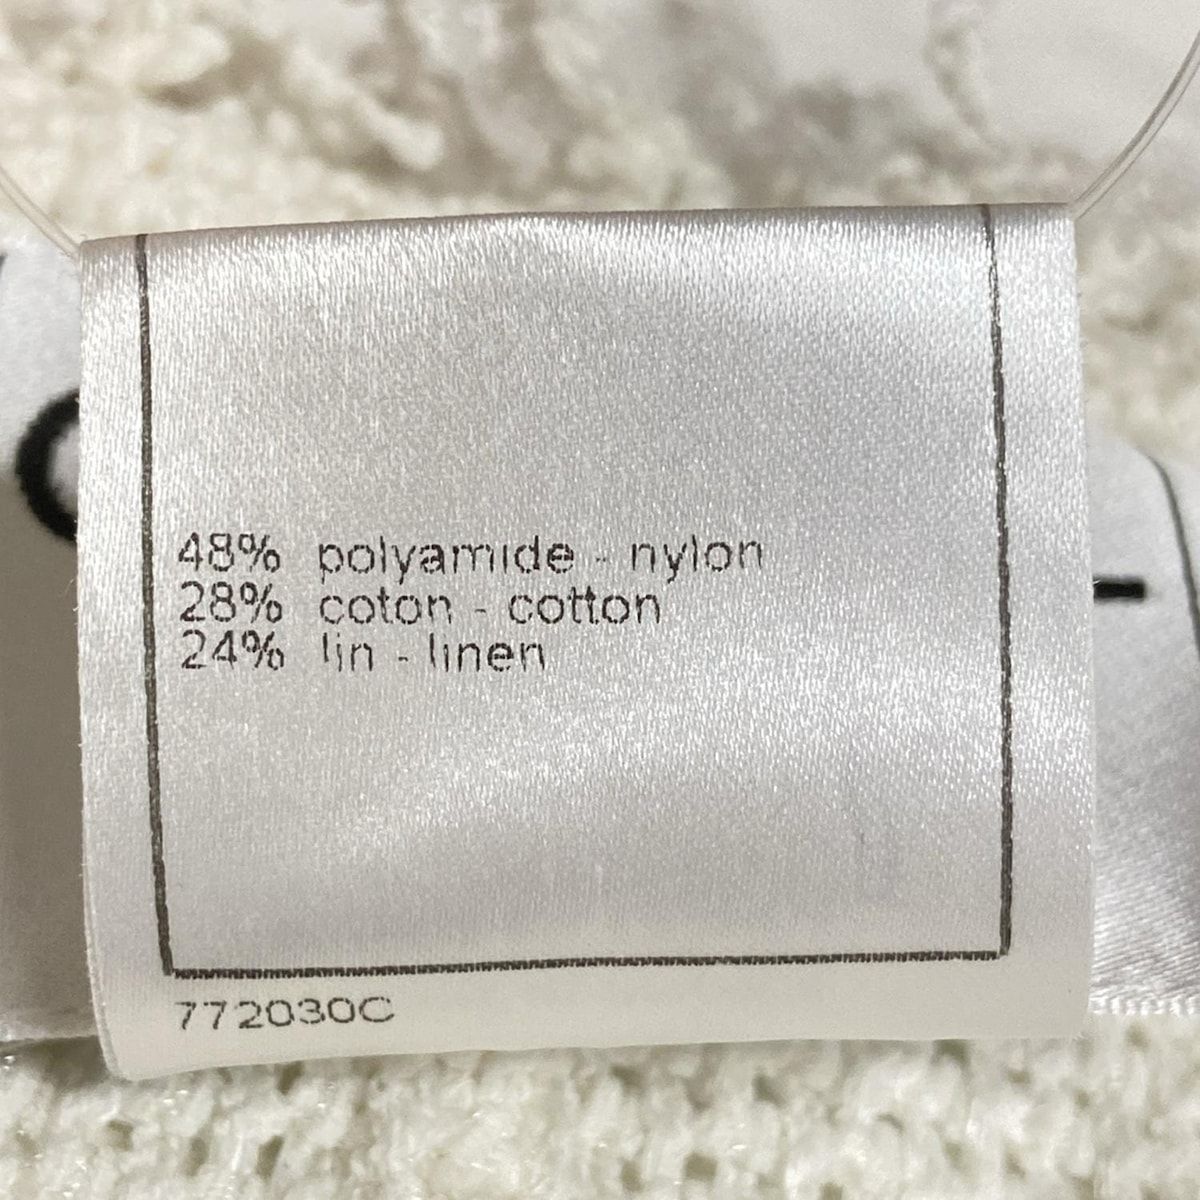 48% polyamide - nylon
28% coton - cotton
24% lin - linen
772030C